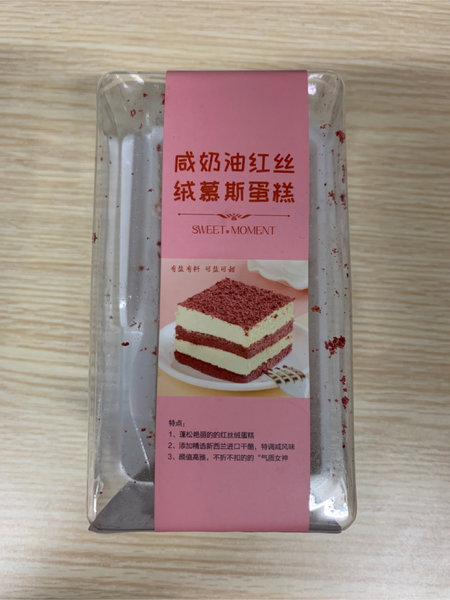 咸奶油红丝
绒慕斯蛋糕
SWEET MOMENT
有盐有料 可盐可甜
特点：
1、蓬松艳丽的的红丝绒蛋糕
2、添加精选新西兰进口干酪，特调咸风味
3、颜值高雅，不折不扣的的“气质女神